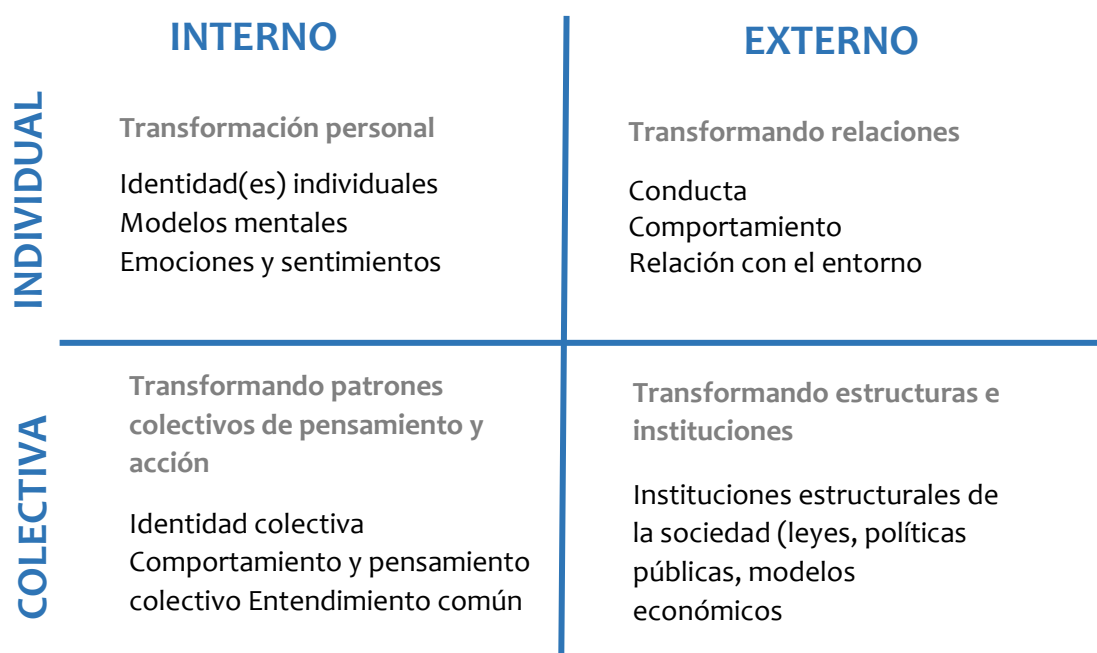 INTERNO
EXTERNO
INDIVIDUAL
Transformación personal
Identidad(es) individuales
Modelos mentales
Emociones y sentimientos
Transformando relaciones
Conducta
Comportamiento
Relación con el entorno
COLECTIVA
Transformando patrones
colectivos de pensamiento y
acción
Identidad colectiva
Comportamiento y pensamiento
colectivo Entendimiento común
Transformando estructuras e
instituciones
Instituciones estructurales de
la sociedad (leyes, políticas
públicas, modelos
económicos